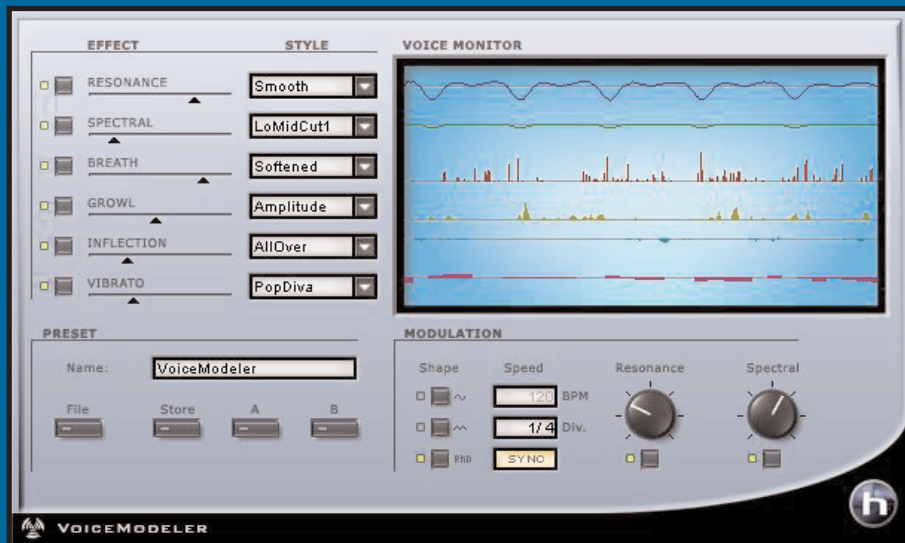 EFFECT
STYLE
RESONANCE
Smooth
SPECTRAL
LoMidCut1
BREATH
Softened
GROWL
Amplitude
INFLECTION
AllOver
VIBRATO
PopDiva
VOICE MONITOR
PRESET
Name:
VoiceModeler
File
Store
A
B
MODULATION
Shape
Speed
Resonance
Spectral
120 BPM
1/4 Div.
RND
SYNC
h
VOICEMODELER